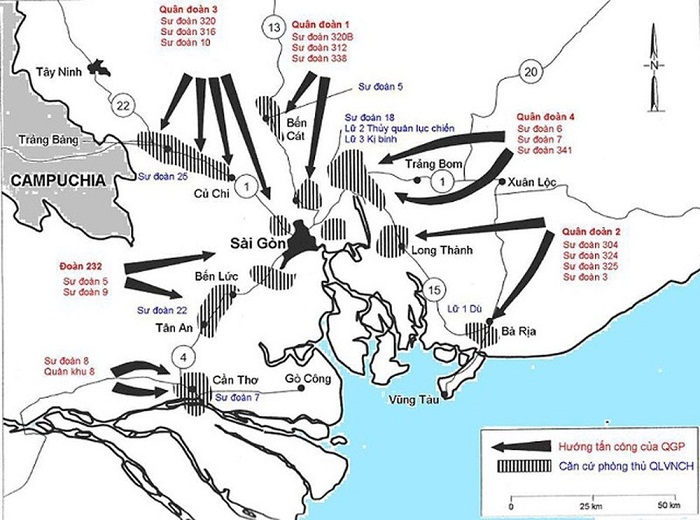 Quân đoàn 3
Sư đoàn 320
Sư đoàn 316
Sư đoàn 10
13
Quân đoàn 1
Sư đoàn 320B
Sư đoàn 312
Sư đoàn 338
20
Tây Ninh
22
Sư đoàn 5
N
Bến
Cát
Sư đoàn 18
Lữ 2 Thủy quân lục chiến
Lữ 3 Kị binh
Quân đoàn 4
Sư đoàn 6
Sư đoàn 7
Sư đoàn 341
Trảng Bàng
Trảng Bom
CAMPUCHIA
Sư đoàn 25
Củ Chi
1
1
Xuân Lộc
Sài Gòn
Long Thành
Quân đoàn 2
Sư đoàn 304
Sư đoàn 324
Sư đoàn 325
Sư đoàn 3
Đoàn 232
Sư đoàn 5
Sư đoàn 9
Bến Lức
15
Sư đoàn 22
Lữ 1 Dù
Tân An
Bà Rịa
4
Sư đoàn 8
Quân khu 8
Cần Thơ
Gò Công
Sư đoàn 7
Vũng Tàu
Hướng tấn công của QGP
Căn cứ phòng thủ QLVNCH
0
25 km
50 km